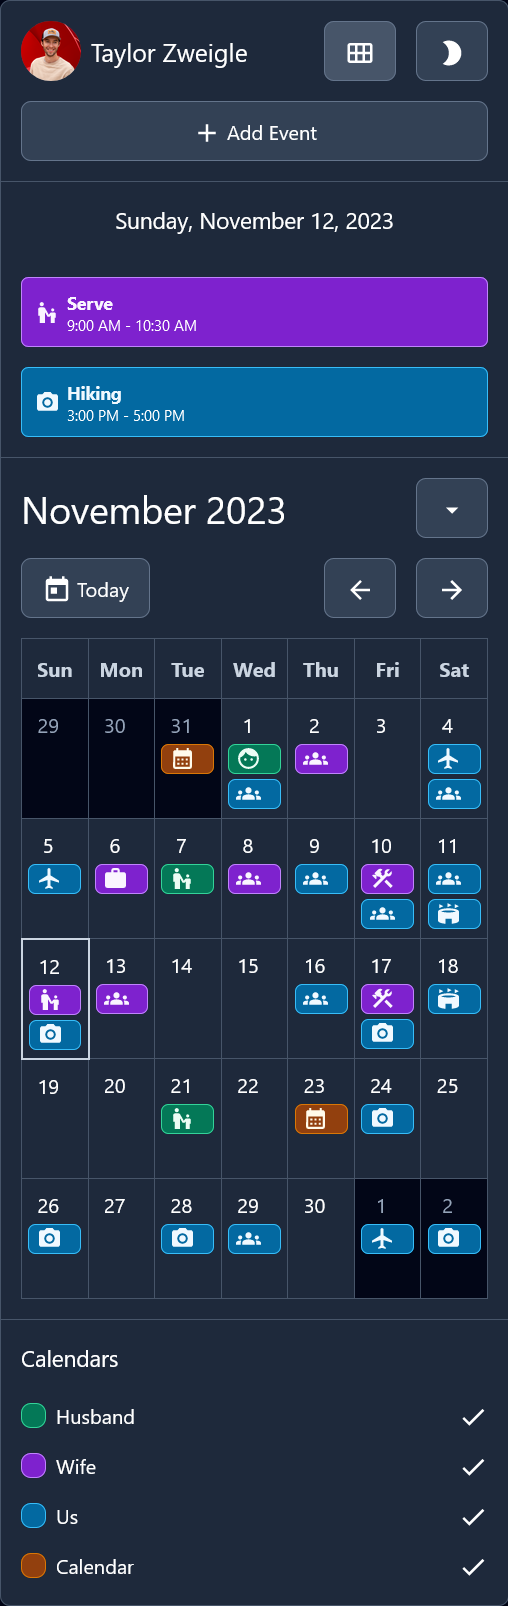 Taylor Zweigle
Add Event
Sunday, November 12, 2023
Serve
9:00 AM - 10:30 AM
Hiking
3:00 PM - 5:00 PM
November 2023
Today
Sun Mon Tue Wed Thu Fri Sat
29 30 31 1 2 3 4
5 6 7 8 9 10 11
12 13 14 15 16 17 18
19 20 21 22 23 24 25
26 27 28 29 30 1 2
Calendars
Husband
Wife
Us
Calendar